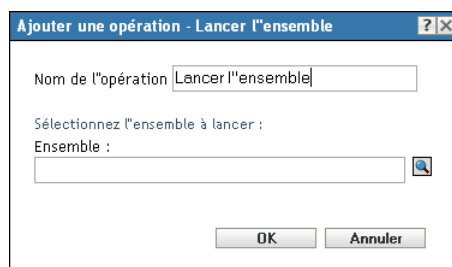 Ajouter une opération - Lancer l''ensemble
Nom de l''opération Lancer l''ensemble
Sélectionnez l''ensemble à lancer :
Ensemble :
OK Annuler